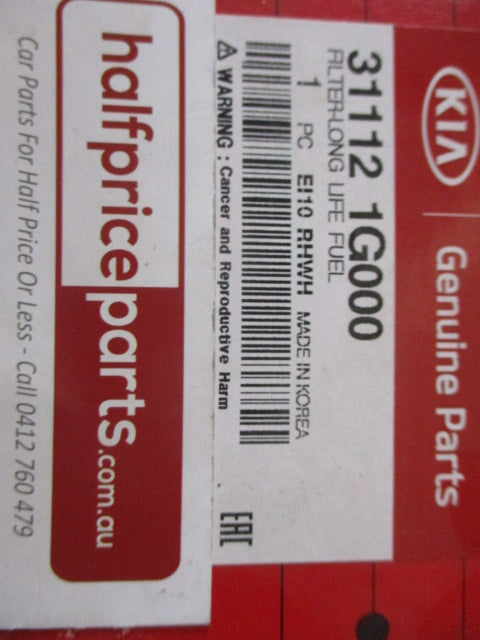 KIA Genuine Parts
31112 1G000
FILTER-LONG LIFE FUEL
1 PC EI10 RHWH MADE IN KOREA
⚠ WARNING : Cancer and Reproductive Harm
EAC
halfpriceparts.com.au
Car Parts For Half Price Or Less - Call 0412 760 479